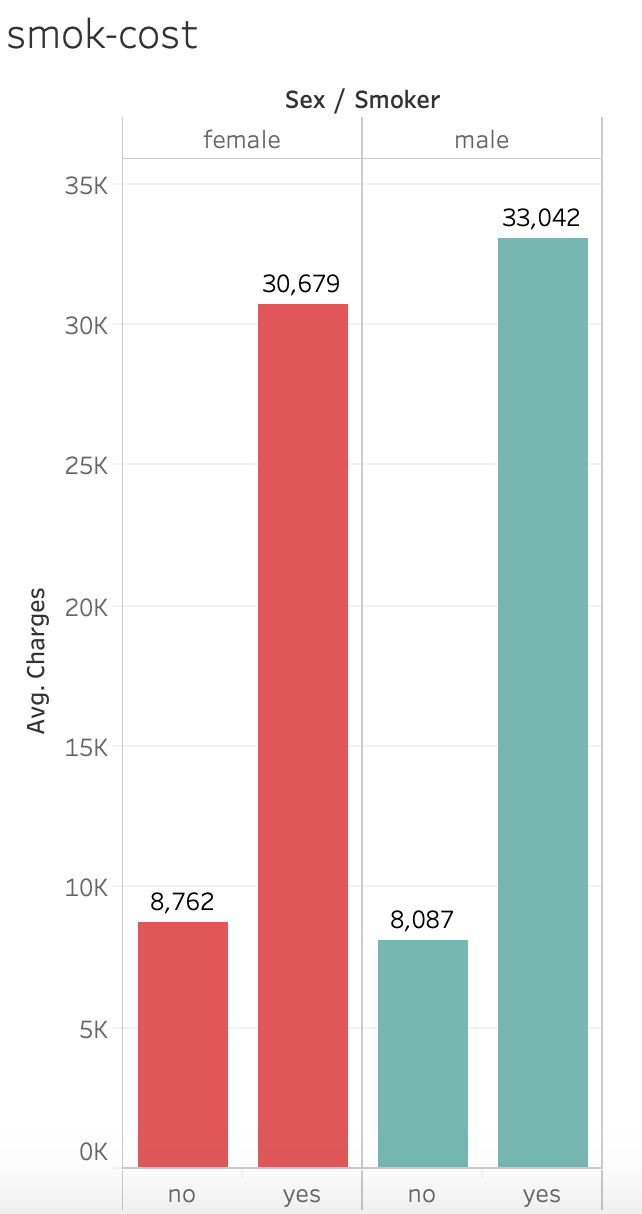 smok-cost
Sex / Smoker
female male
35K
33,042
30,679
30K
25K
20K
Avg. Charges
15K
10K
8,762
8,087
5K
0K
no yes no yes